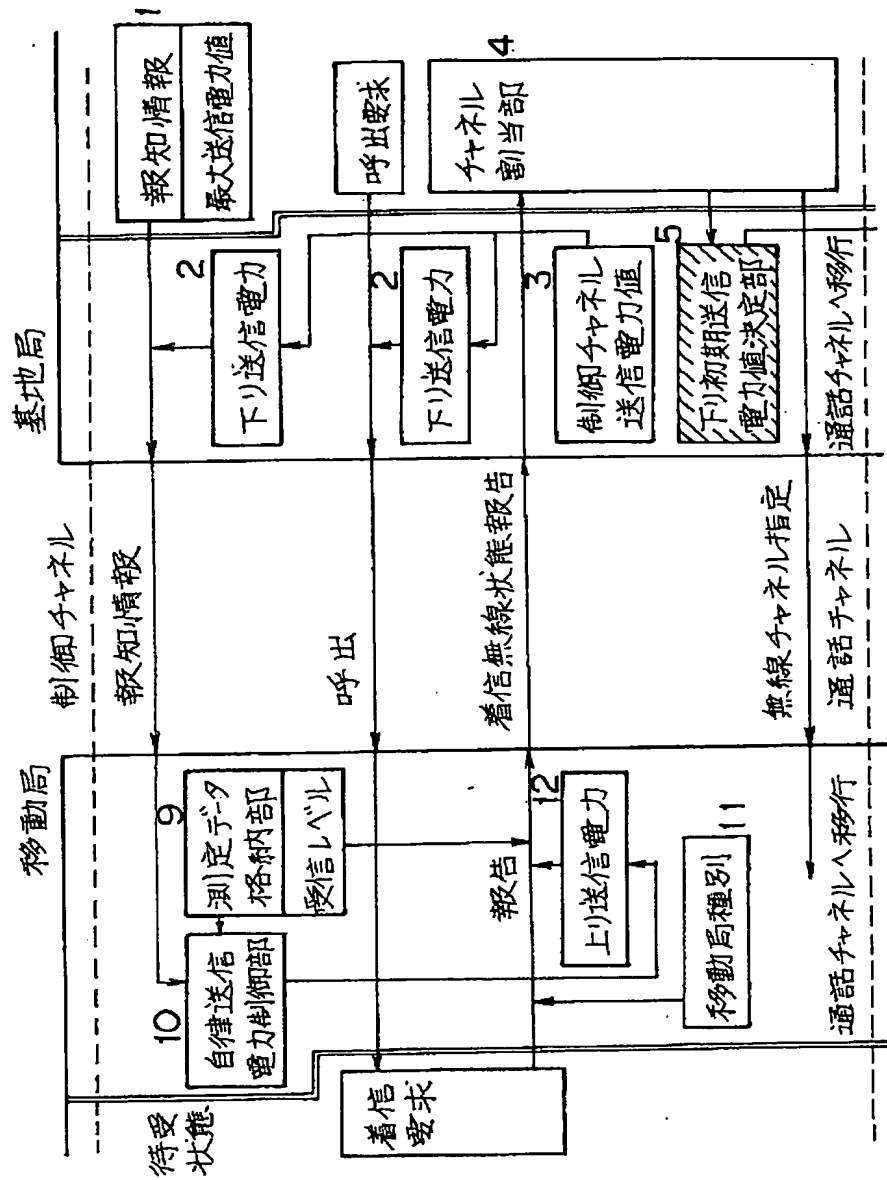 移動局
基地局
制御チャネル
待受
状態
10
自律送信
電力制御部
9
測定データ
格納部
受信レベル
報知情報
2
下り送信電力
1
報知情報
最大送信電力値
着信
要求
呼出
2
下り送信電力
呼出要求
報告
12
上り送信電力
移動局種別
11
着信無線状態報告
3
制御チャネル
送信電力値
4
チャネル
割当部
5
下り初期送信
電力値決定部
通話チャネルへ移行
無線チャネル指定
通話チャネル
通話チャネルへ移行